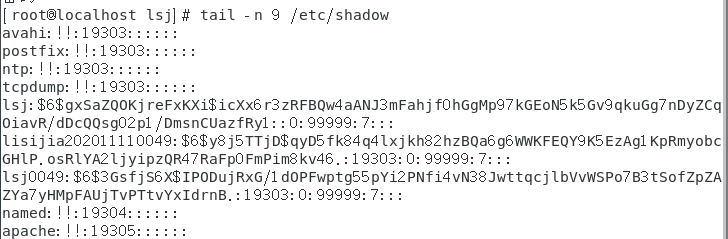 [root@localhost lsj]# tail -n 9 /etc/shadow
avahi:!!:19303::::::
postfix:!!:19303::::::
ntp:!!:19303::::::
tcpdump:!!:19303::::::
lsj:$6$gxSaZQOKjreFxKXi$icXx6r3zRFBQw4aANJ3mFahjf0hGgMp97kGEoN5k5Gv9qkuGg7nDyZCq
OiavR/dDcQQsg02p1/DmsnCUazfRy1::0:99999:7:::
lisijia202011110049:$6$y8j5TTjD$qyD5fk84q4lxjkh82hzBQa6g6WWKFEQY9K5EzAg1KpRmyobc
GHlP.osRlYA2ljyipzQR47RaFp0FmPim8kv46.:19303:0:99999:7:::
lsj0049:$6$3GsfjS6X$IPODujRxG/1dOPFwptg55pYi2PNfi4vN38JwttqcjlbVvWSPo7B3tSofZpZA
ZYa7yHMpFAUjTvPTtvYxIdrnB.:19303:0:99999:7:::
named:!!:19304::::::
apache:!!:19305::::::